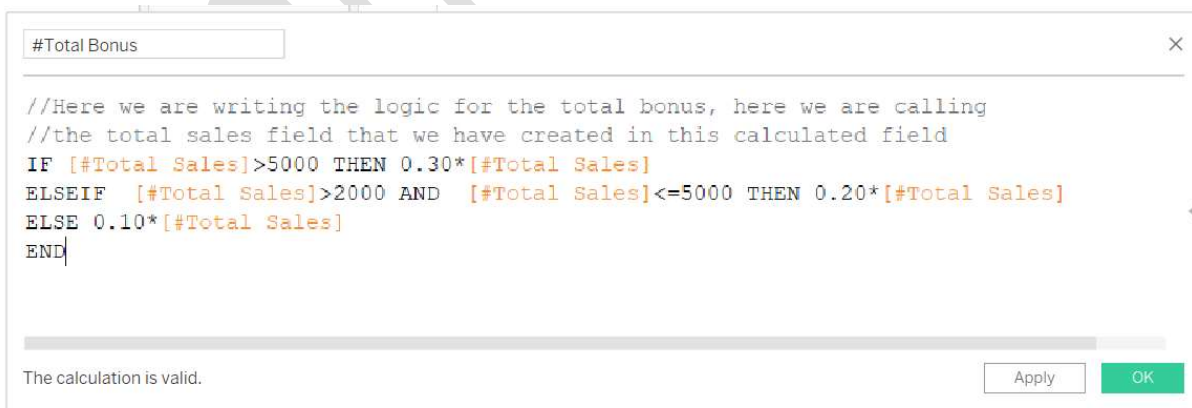 #Total Bonus
//Here we are writing the logic for the total bonus, here we are calling
//the total sales field that we have created in this calculated field
IF [#Total Sales]>5000 THEN 0.30*[#Total Sales]
ELSEIF  [#Total Sales]>2000 AND  [#Total Sales]<=5000 THEN 0.20*[#Total Sales]
ELSE 0.10*[#Total Sales]
END
The calculation is valid.
Apply
OK